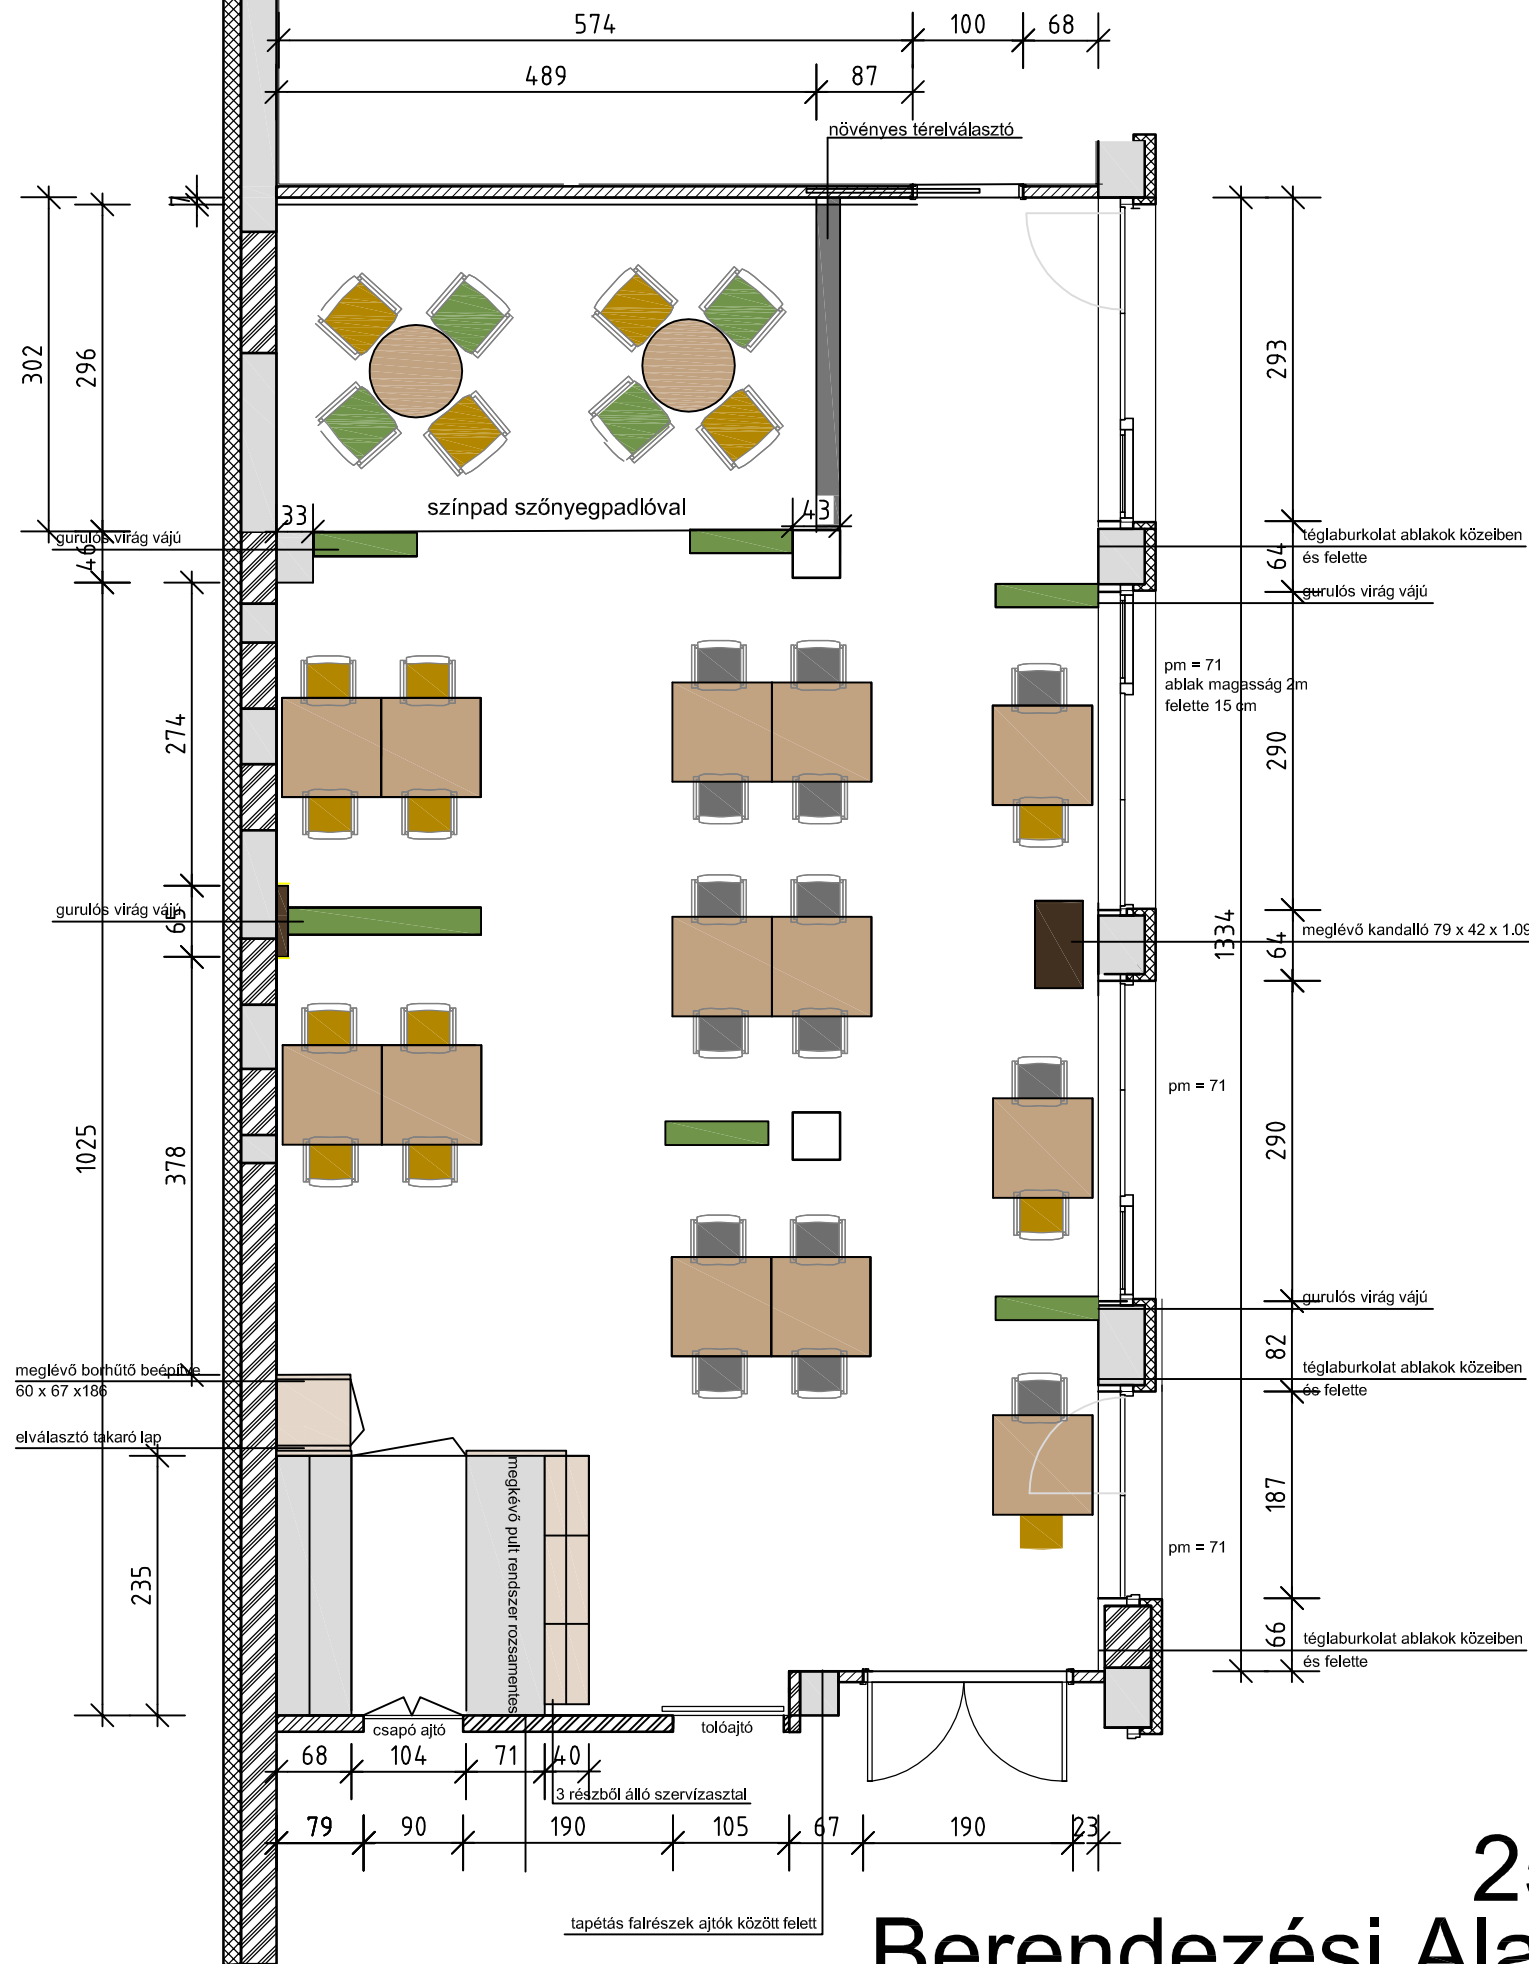 574
100
68
489
87
növényes térelválasztó
7
302
296
293
színpad szőnyegpadlóval
33
43
gurulós virág vájú
46
64
téglaburkolat ablakok közeiben
és felette
gurulós virág vájú
pm = 71
ablak magasság 2m
felette 15 cm
274
290
gurulós virág vájú
65
1334
64
meglévő kandalló 79 x 42 x 1.09
pm = 71
1025
378
290
gurulós virág vájú
82
téglaburkolat ablakok közeiben
és felette
meglévő borhűtő beépítve
60 x 67 x186
elválasztó takaró lap
megkévő pult rendszer rozsamentes
187
235
pm = 71
66
téglaburkolat ablakok közeiben
és felette
csapó ajtó
tolóajtó
68
104
71
40
3 részből álló szervízasztal
79
90
190
105
67
190
23
tapétás falrészek ajtók között felett
2
Berendezési Ala